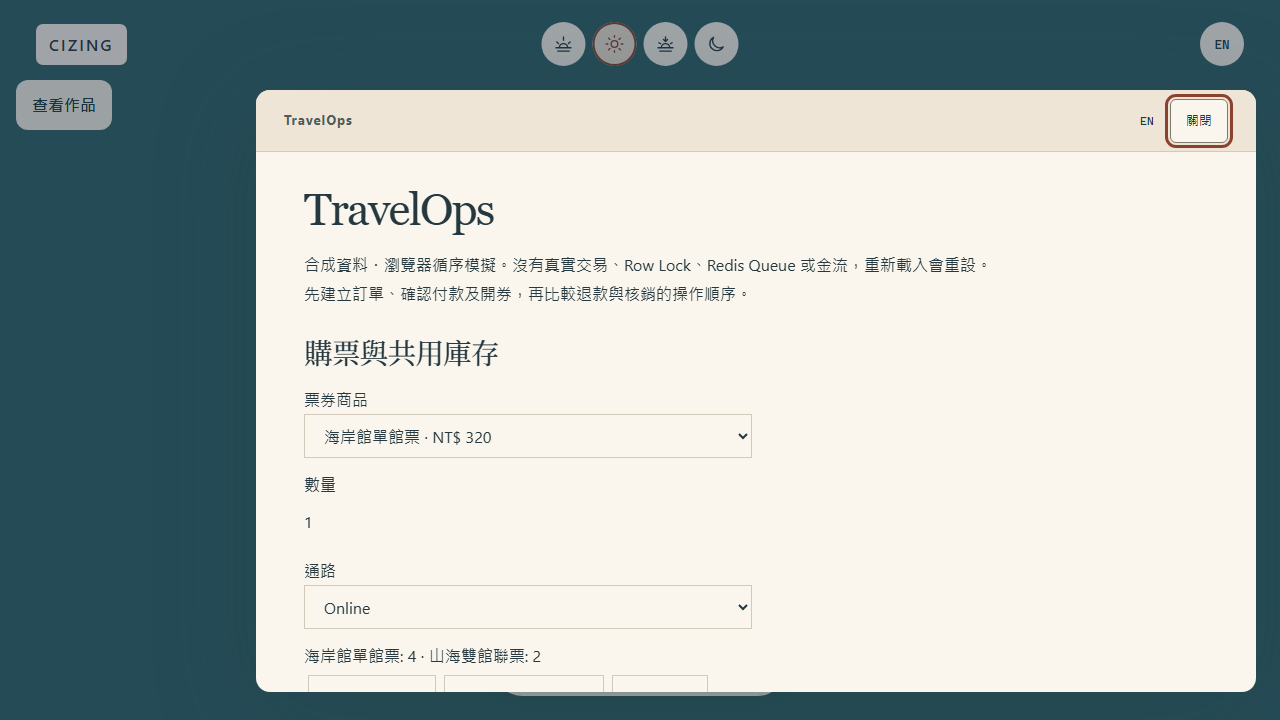 CIZING
EN
查看作品
TravelOps
EN
關閉
TravelOps
合成資料．瀏覽器循序模擬。沒有真實交易、Row Lock、Redis Queue 或金流，重新載入會重設。
先建立訂單、確認付款及開券，再比較退款與核銷的操作順序。
購票與共用庫存
票券商品
海岸館單館票 · NT$ 320
數量
1
通路
Online
海岸館單館票: 4 · 山海雙館聯票: 2